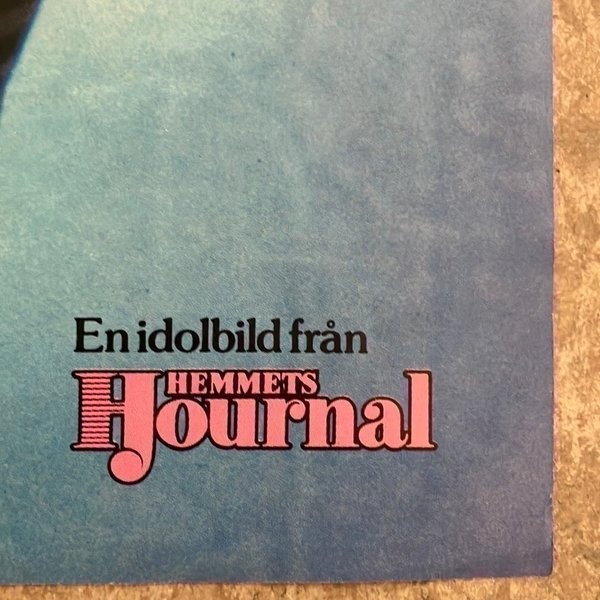 En idolbild från
HEMMETS
Journal